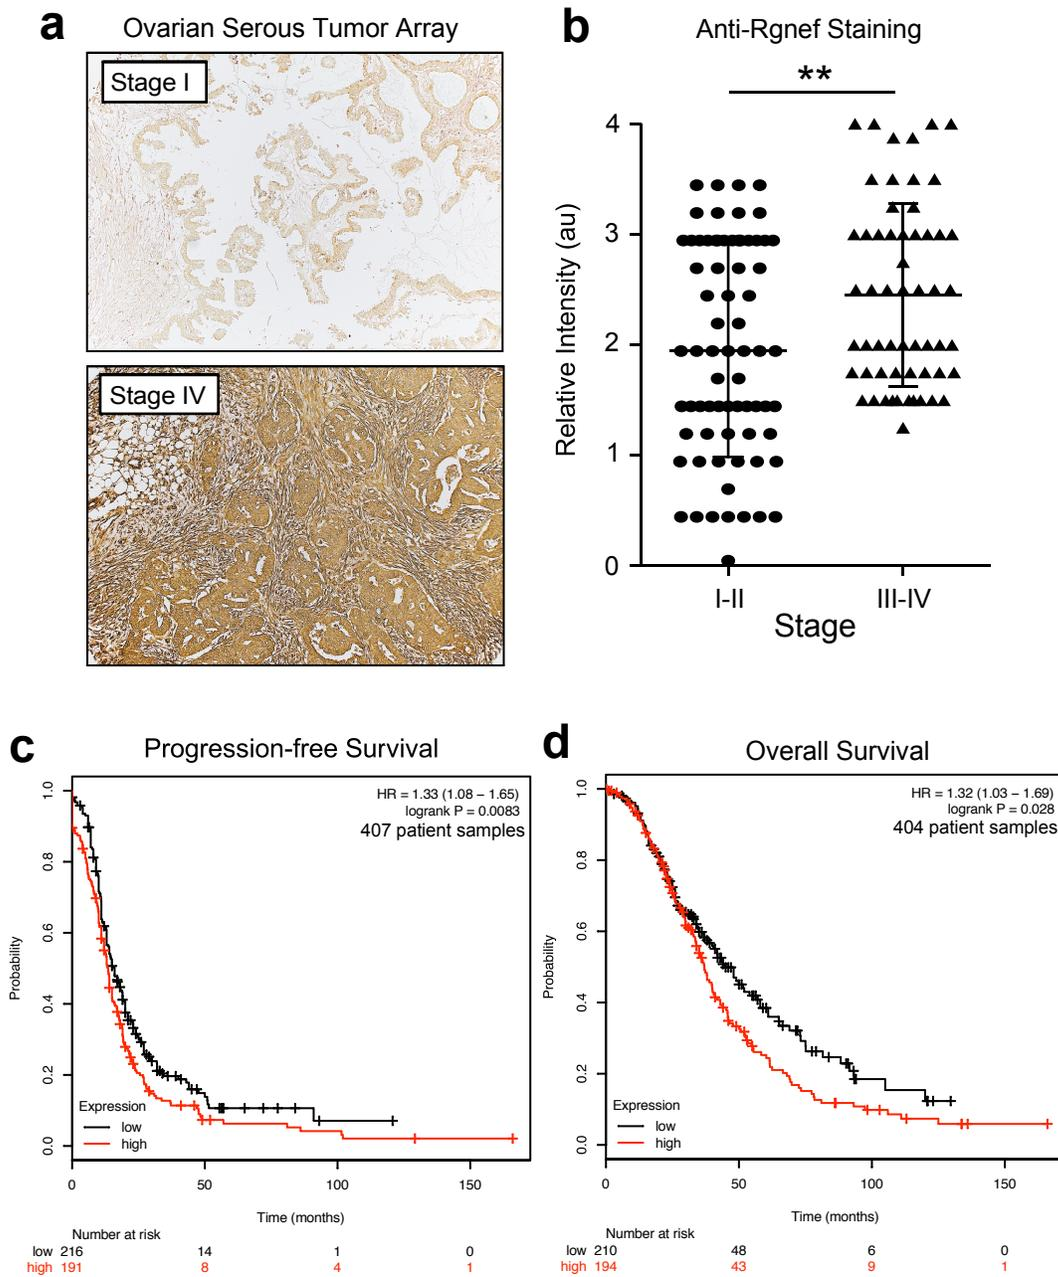 a
Ovarian Serous Tumor Array
Stage I
Stage IV
b
Anti-Rgnef Staining
**
Relative Intensity (au)
4
3
2
1
0
I-II
III-IV
Stage
c
Progression-free Survival
HR = 1.33 (1.08 – 1.65)
logrank P = 0.0083
407 patient samples
Probability
1.0
0.8
0.6
0.4
0.2
0.0
Expression
low
high
0 50 100 150
Time (months)
Number at risk
low 216 14 1 0
high 191 8 4 1
d
Overall Survival
HR = 1.32 (1.03 – 1.69)
logrank P = 0.028
404 patient samples
Probability
1.0
0.8
0.6
0.4
0.2
0.0
Expression
low
high
0 50 100 150
Time (months)
Number at risk
low 210 48 6 0
high 194 43 9 1